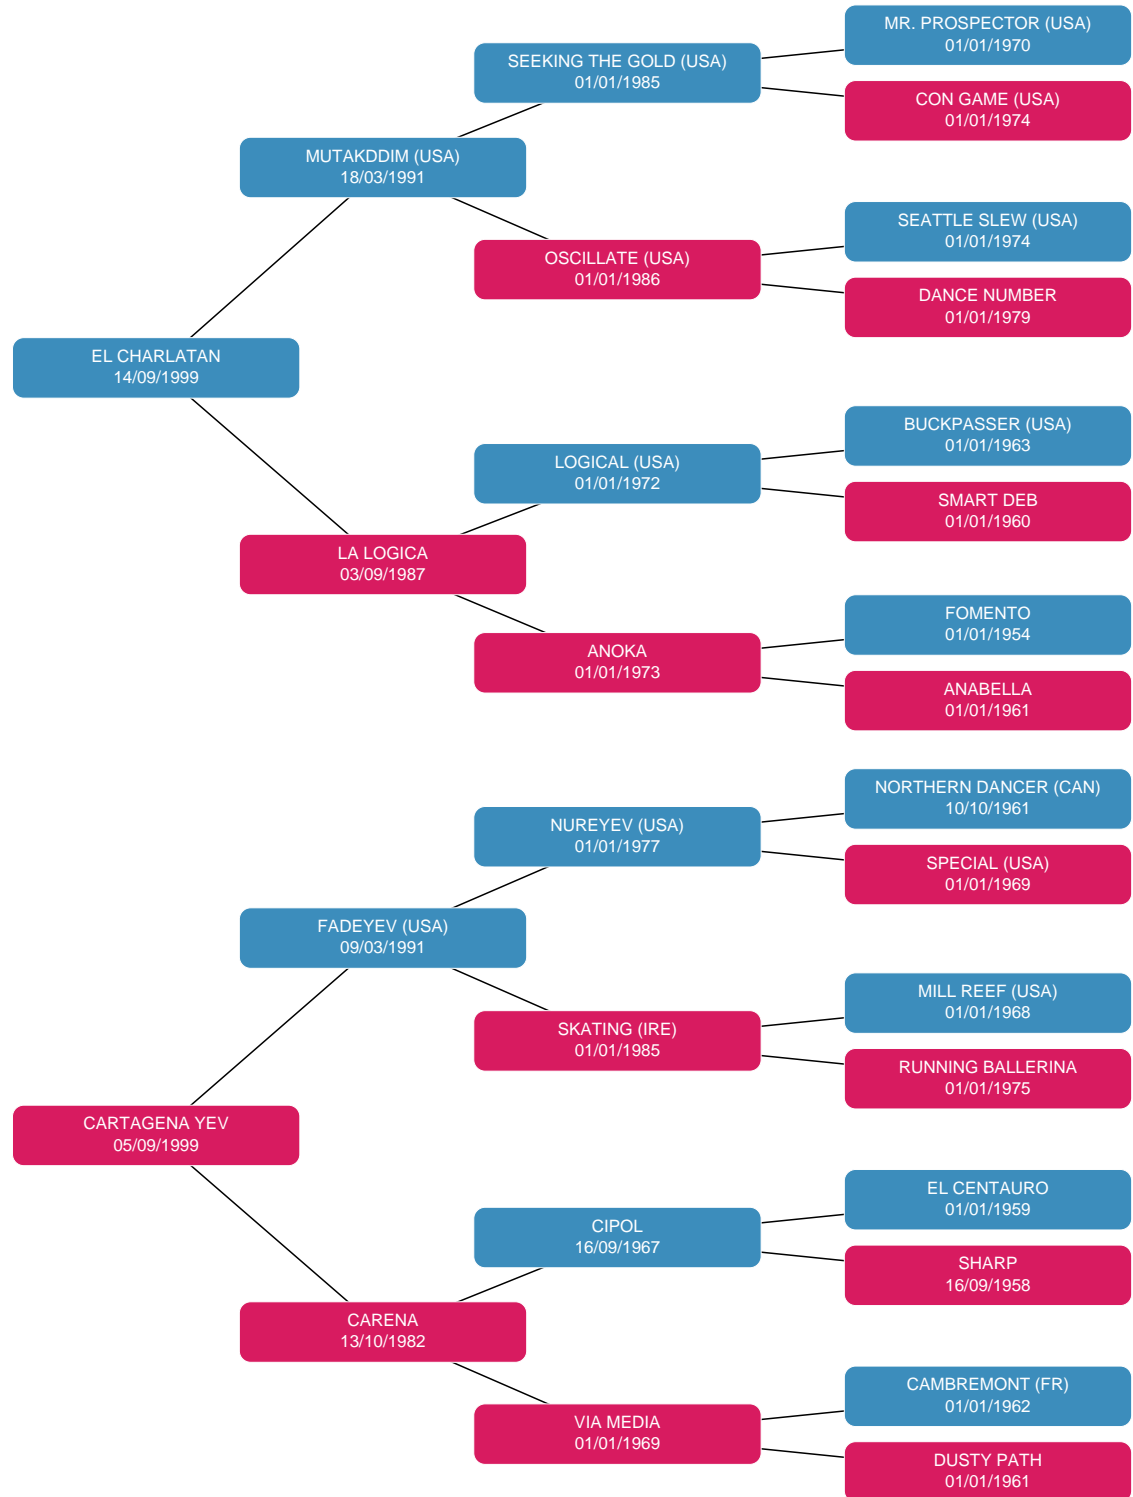 MR. PROSPECTOR (USA)
01/01/1970
SEEKING THE GOLD (USA)
01/01/1985
CON GAME (USA)
01/01/1974
MUTAKDDIM (USA)
18/03/1991
SEATTLE SLEW (USA)
01/01/1974
OSCILLATE (USA)
01/01/1986
DANCE NUMBER
01/01/1979
EL CHARLATAN
14/09/1999
BUCKPASSER (USA)
01/01/1963
LOGICAL (USA)
01/01/1972
SMART DEB
01/01/1960
LA LOGICA
03/09/1987
FOMENTO
01/01/1954
ANOKA
01/01/1973
ANABELLA
01/01/1961
NORTHERN DANCER (CAN)
10/10/1961
NUREYEV (USA)
01/01/1977
SPECIAL (USA)
01/01/1969
FADEYEV (USA)
09/03/1991
MILL REEF (USA)
01/01/1968
SKATING (IRE)
01/01/1985
RUNNING BALLERINA
01/01/1975
CARTAGENA YEV
05/09/1999
EL CENTAURO
01/01/1959
CIPOL
16/09/1967
SHARP
16/09/1958
CARENA
13/10/1982
CAMBREMONT (FR)
01/01/1962
VIA MEDIA
01/01/1969
DUSTY PATH
01/01/1961